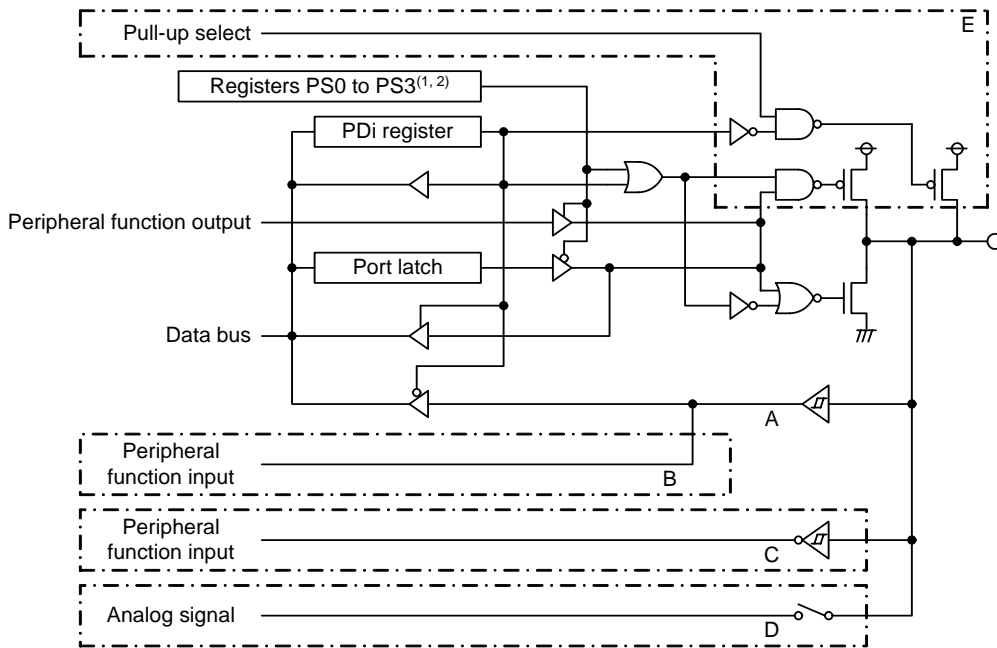 Pull-up select
E
Registers PS0 to PS3(1, 2)
PDi register
Peripheral function output
Port latch
Data bus
A
Peripheral
function input
B
Peripheral
function input
C
Analog signal
D